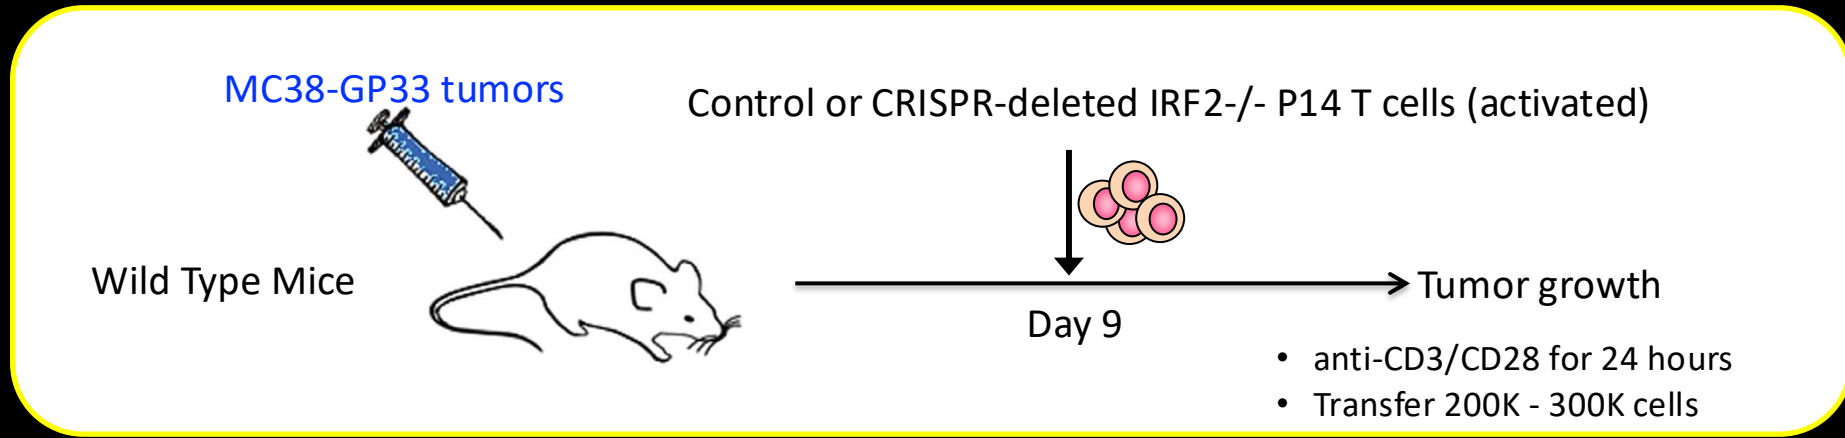 MC38-GP33 tumors
Control or CRISPR-deleted IRF2-/- P14 T cells (activated)
Wild Type Mice
Tumor growth
Day 9
• anti-CD3/CD28 for 24 hours
• Transfer 200K - 300K cells